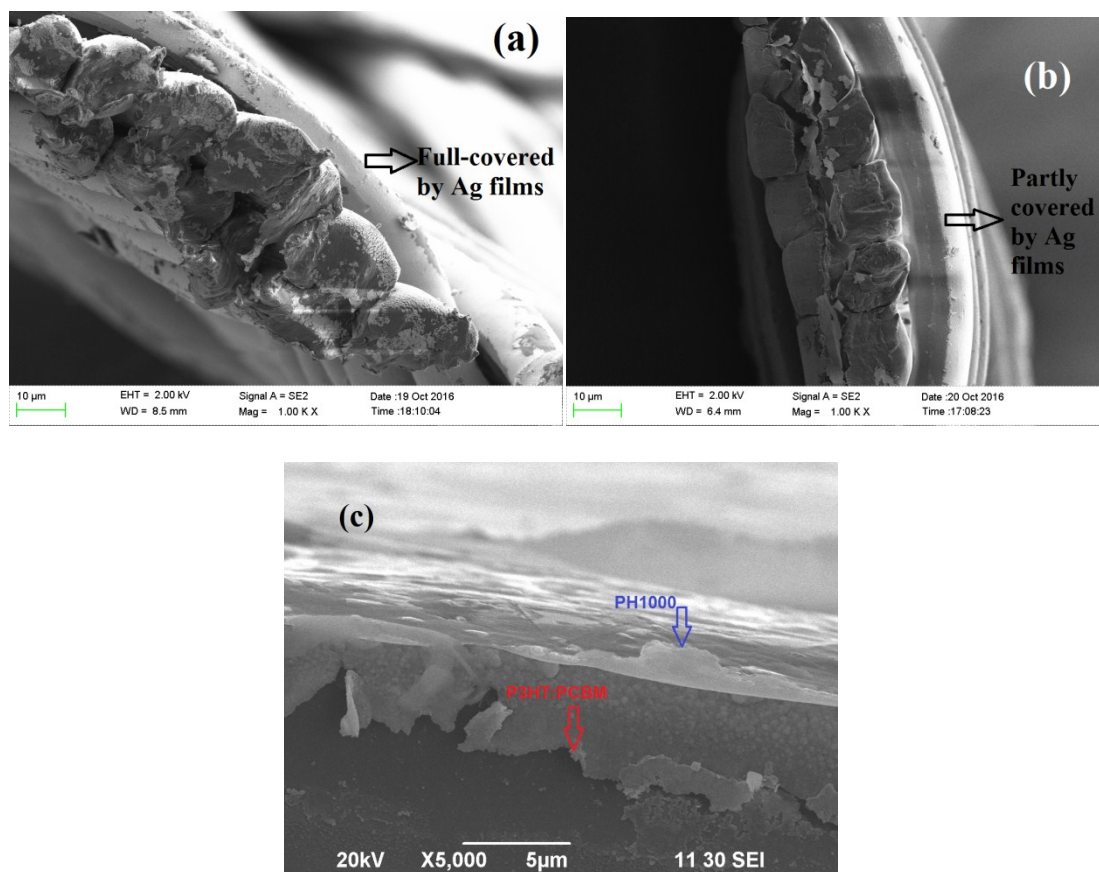 (a)
Full-covered
by Ag films
10 µm
EHT = 2.00 kV
WD = 8.5 mm
Signal A = SE2
Mag = 1.00 K X
Date :19 Oct 2016
Time :18:10:04
(b)
Partly
covered
by Ag
films
10 µm
EHT = 2.00 kV
WD = 6.4 mm
Signal A = SE2
Mag = 1.00 K X
Date :20 Oct 2016
Time :17:08:23
(c)
PH1000
P3HT:PCBM
20kV X5,000 5µm 11 30 SEI